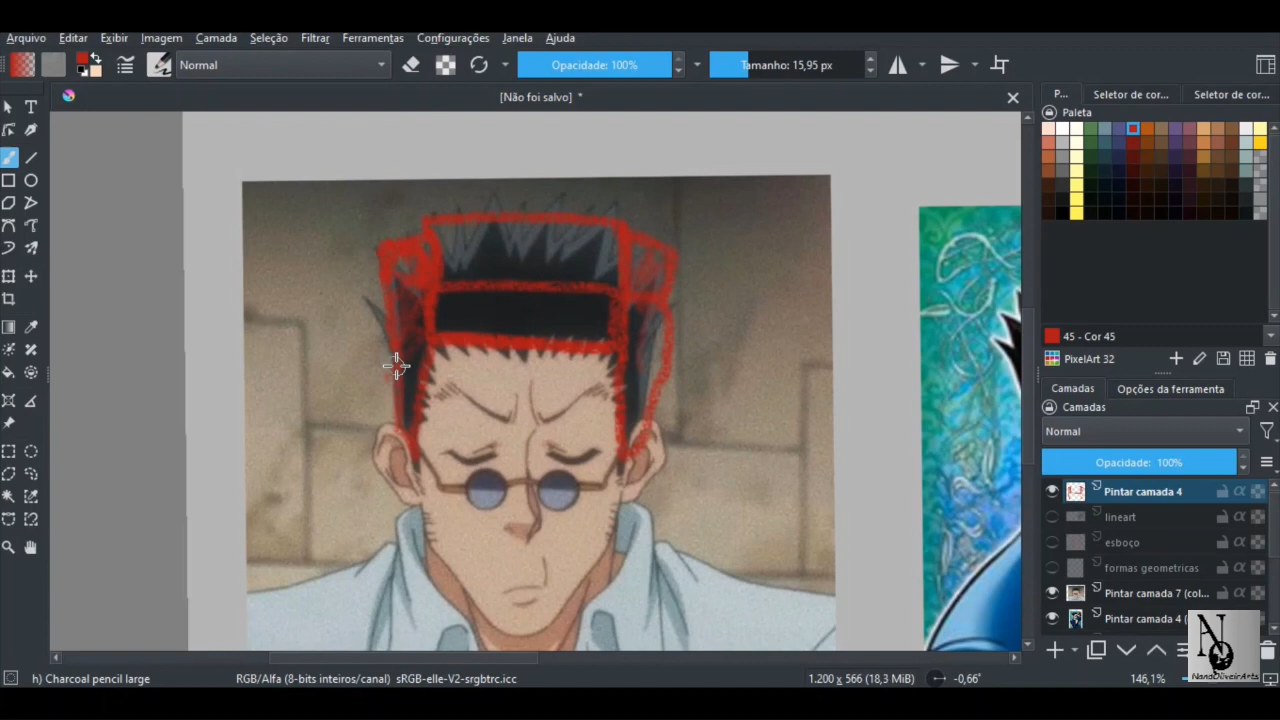 Arquivo Editar Exibir Imagem Camada Seleção Filtrar Ferramentas Configurações Janela Ajuda
Normal Opacidade: 100% Tamanho: 15,95 px
[Não foi salvo] *
P... Seletor de cor... Seletor de cor...
Paleta
45 - Cor 45
PixelArt 32
Camadas Opções da ferramenta
Camadas
Normal
Opacidade: 100%
Pintar camada 4
lineart
esboço
formas geometricas
Pintar camada 7 (col...
Pintar camada 4 (
NandOliveirArts
h) Charcoal pencil large RGB/Alfa (8-bits inteiros/canal) sRGB-elle-V2-srgbtrc.icc 1.200 x 566 (18,3 MiB) -0,66° 146,1%